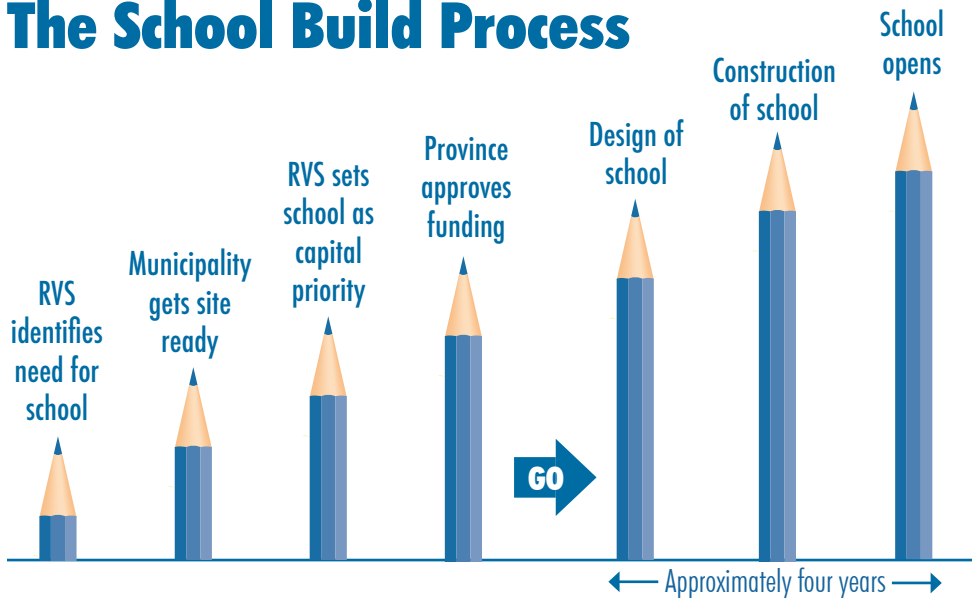 The School Build Process
RVS
identifies
need for
school
Municipality
gets site
ready
RVS sets
school as
capital
priority
Province
approves
funding
GO
Design of
school
Construction
of school
School
opens
Approximately four years